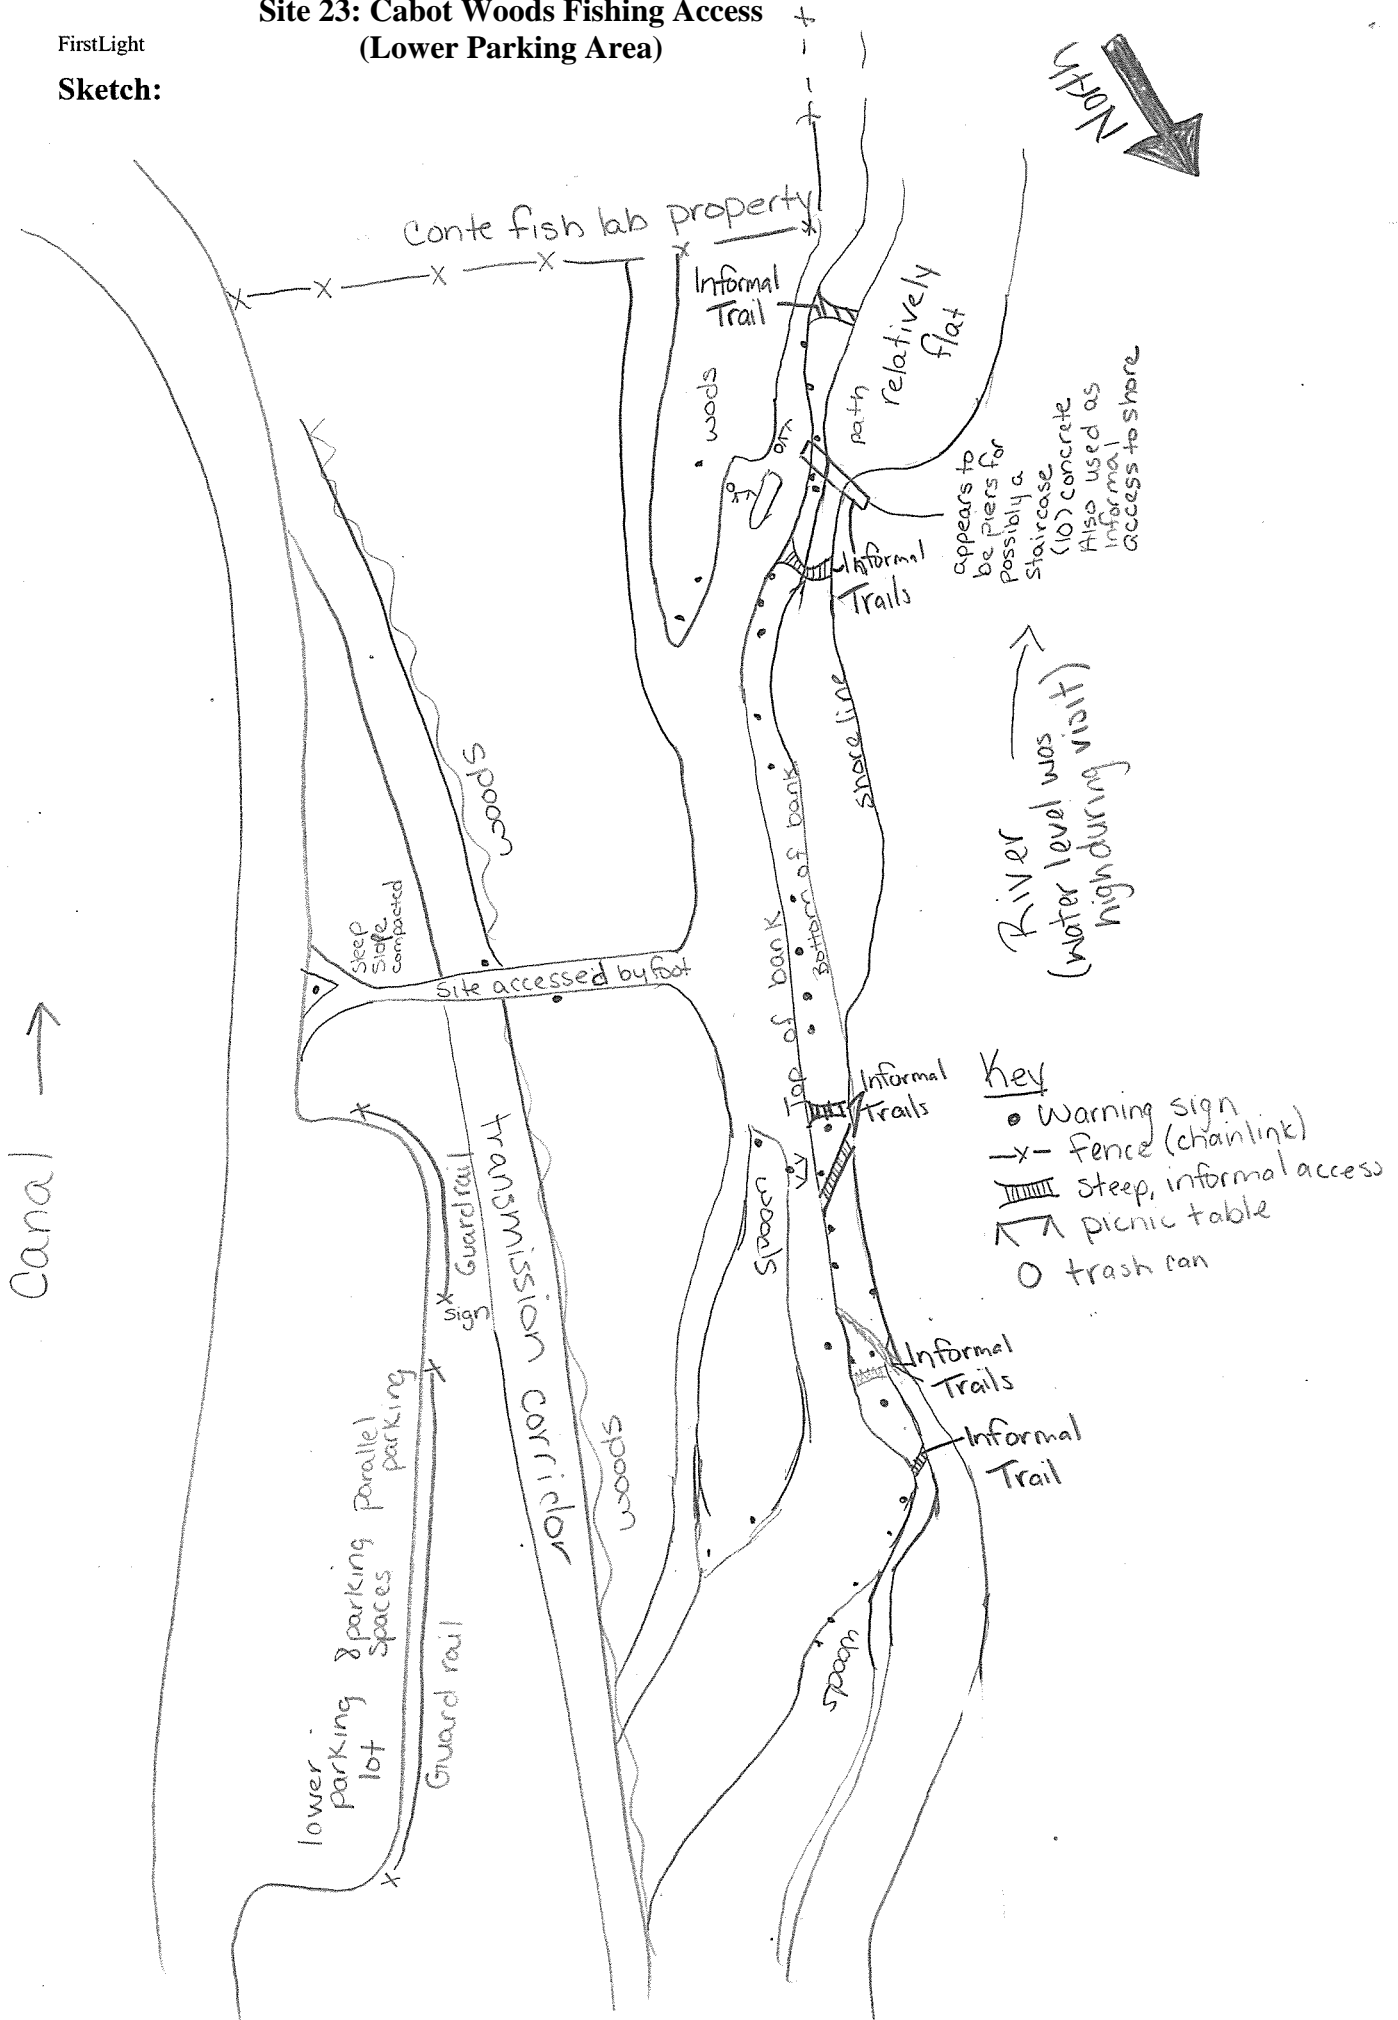 Site 23: Cabot Woods Fishing Access
FirstLight
(Lower Parking Area)
Sketch:
North
Conte fish lab property
Informal
Trail
relatively
flat
woods
path
appears to
be piers for
possibly a
staircase
(10) concrete
Also used as
informal
access to shore
Informal
Trails
shoreline
woods
River
(water level was
high during visit)
Top of bank
Bottom of bank
Steep
Slope
compacted
Site accessed by foot
Canal
Informal
Trails
Key
Warning sign
-x- fence (chainlink)
steep, informal access
picnic table
O trash can
Guardrail
Sign
transmission corridor
woods
Informal
Trails
Informal
Trail
woods
lower
parking
lot
8 parking
spaces
parallel
parking
Guard rail
woods